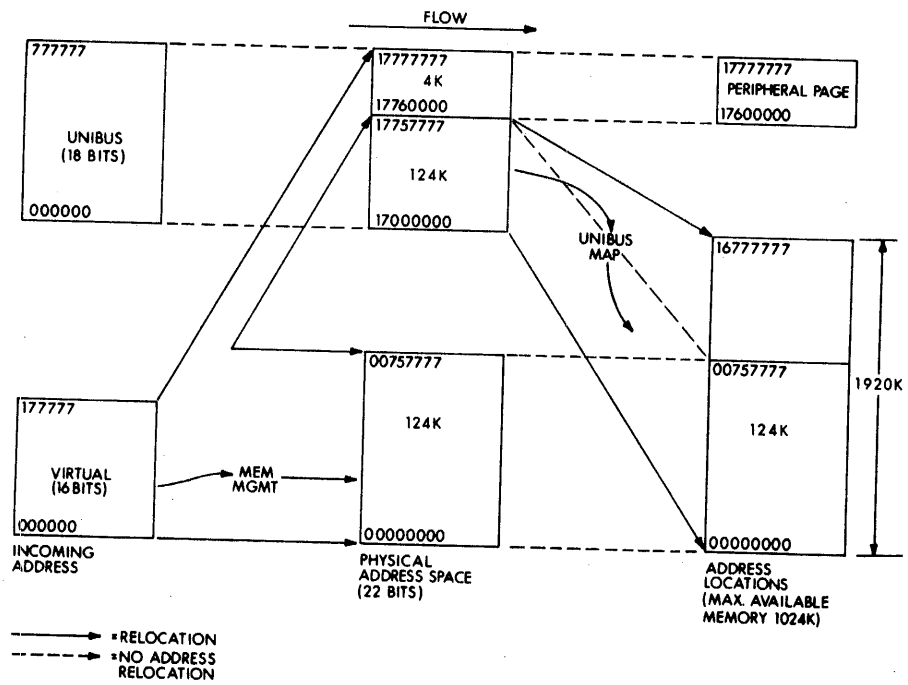 FLOW
777777
UNIBUS
(18 BITS)
000000
17777777
4K
17760000
17757777
124K
17000000
17777777
PERIPHERAL PAGE
17600000
UNIBUS
MAP
16777777
1920K
00757777
124K
00000000
00757777
124K
00000000
177777
VIRTUAL
(16 BITS)
000000
MEM
MGMT
INCOMING
ADDRESS
PHYSICAL
ADDRESS SPACE
(22 BITS)
ADDRESS
LOCATIONS
(MAX. AVAILABLE
MEMORY 1024K)
=RELOCATION
=NO ADDRESS
RELOCATION